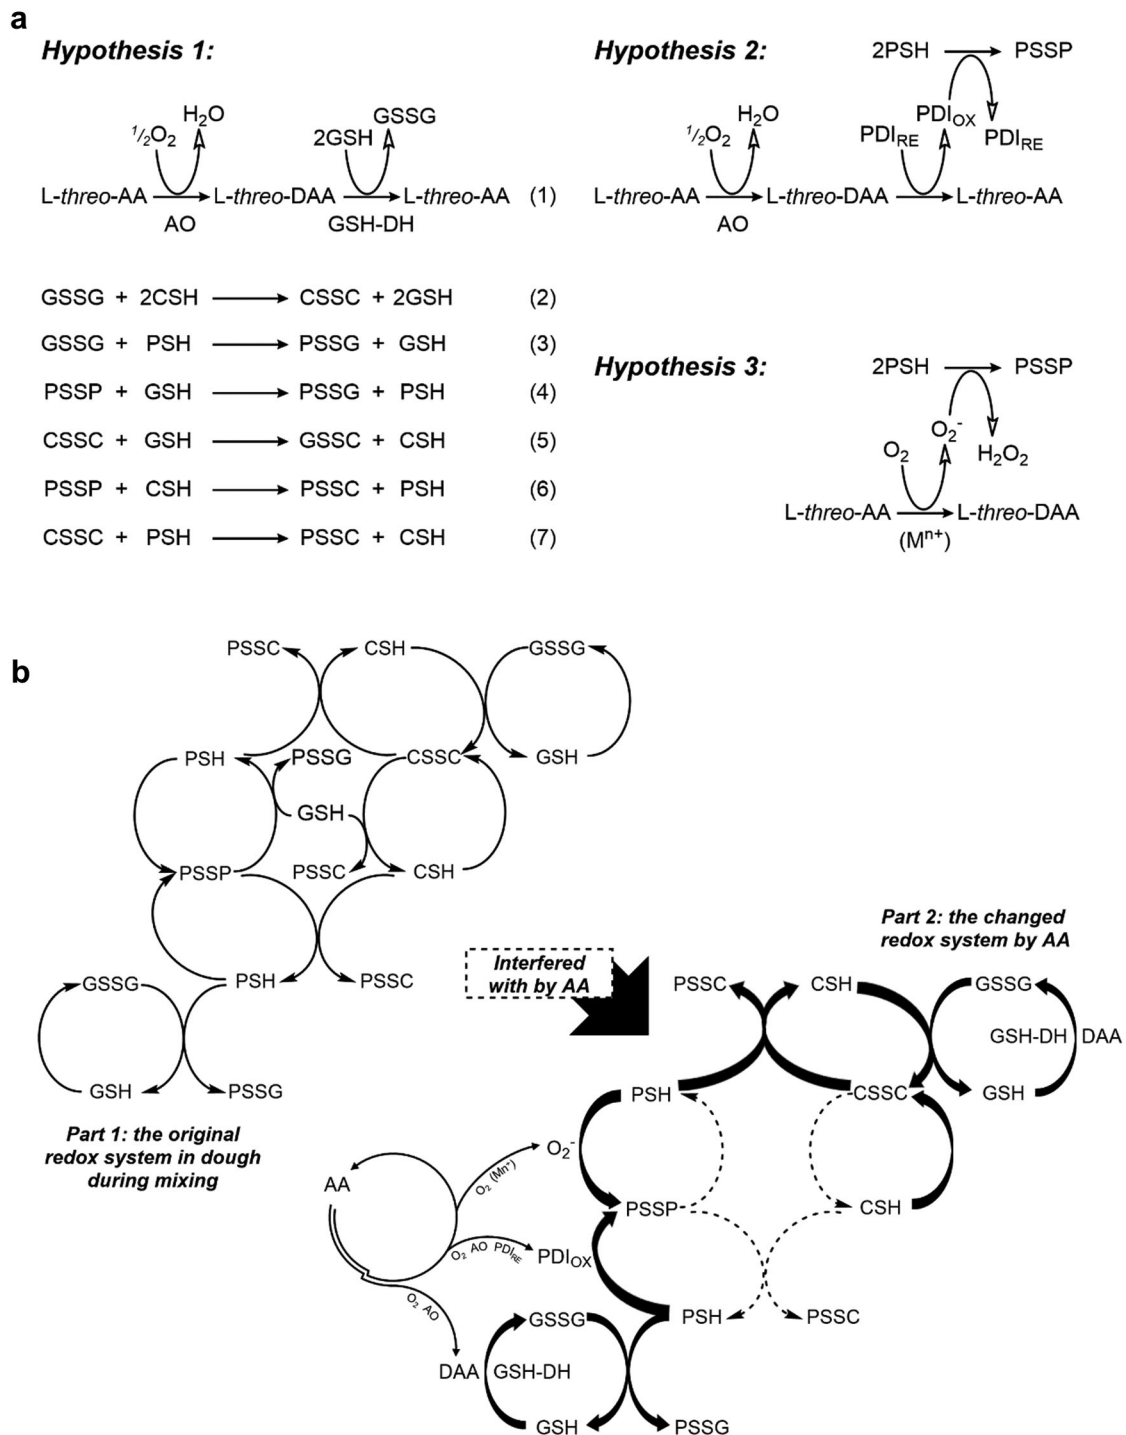 a
Hypothesis 1:
½O2 H2O 2GSH GSSG
L-threo-AA L-threo-DAA L-threo-AA (1)
AO GSH-DH
GSSG + 2CSH CSSC + 2GSH (2)
GSSG + PSH PSSG + GSH (3)
PSSP + GSH PSSG + PSH (4)
CSSC + GSH GSSC + CSH (5)
PSSP + CSH PSSC + PSH (6)
CSSC + PSH PSSC + CSH (7)
Hypothesis 2:
2PSH PSSP
½O2 H2O PDIRE PDIOX PDIRE
L-threo-AA L-threo-DAA L-threo-AA
AO
Hypothesis 3:
2PSH PSSP
O2 O2- H2O2
L-threo-AA L-threo-DAA
(Mn+)
b
PSSC CSH GSSG
PSH PSSG CSSC GSH
GSH
PSSP PSSC CSH
GSSG PSH PSSC
GSH PSSG
Part 1: the original
redox system in dough
during mixing
Interfered
with by AA
Part 2: the changed
redox system by AA
PSSC CSH GSSG
GSH-DH DAA
PSH CSSC GSH
O2-
O2 (Mn+)
AA
PSSP CSH
O2 AO PDIRE
PDIOX
O2 AO
GSSG PSH PSSC
DAA GSH-DH
GSH PSSG